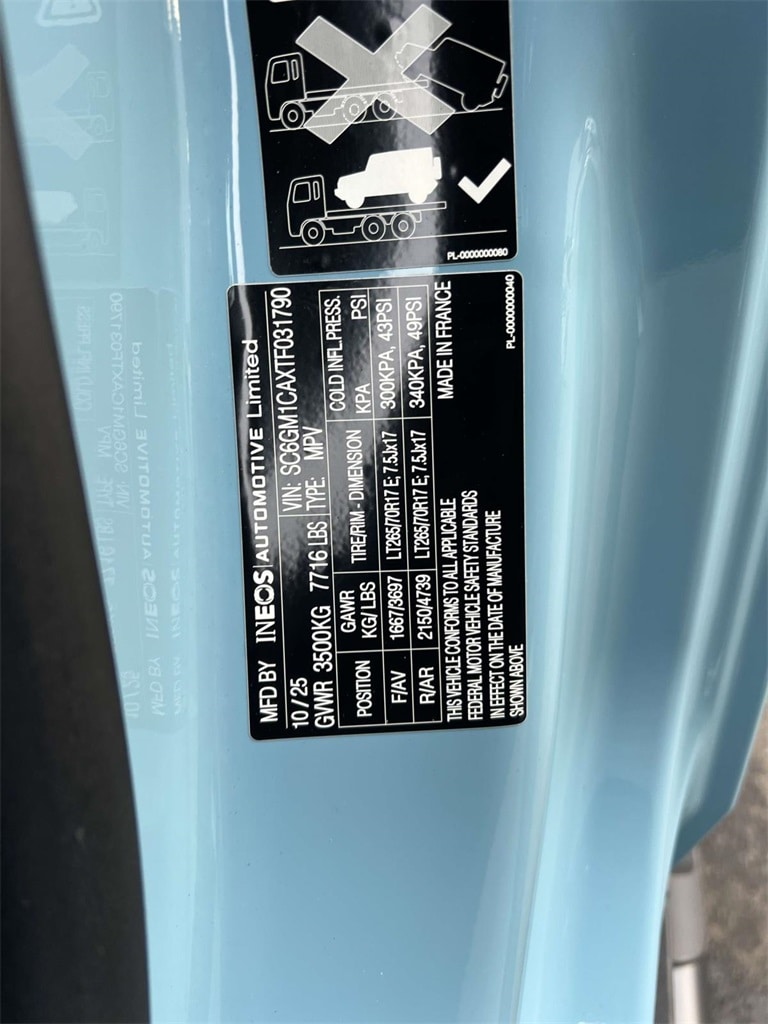 PL-0000000060
MFD BY INEOS AUTOMOTIVE Limited
10/25 VIN: SC6GM1CAXTF031790
GVWR 3500KG 7716 LBS TYPE: MPV
POSITION GAWR KG/LBS TIRE/RIM - DIMENSION COLD INFL.PRESS. KPA PSI
F/AV 1667/3697 LT265/70R17 E; 7.5Jx17 300KPA, 43PSI
R/AR 2150/4739 LT265/70R17 E; 7.5Jx17 340KPA, 49PSI
THIS VEHICLE CONFORMS TO ALL APPLICABLE MADE IN FRANCE
FEDERAL MOTOR VEHICLE SAFETY STANDARDS
IN EFFECT ON THE DATE OF MANUFACTURE
SHOWN ABOVE
PL-0000000040